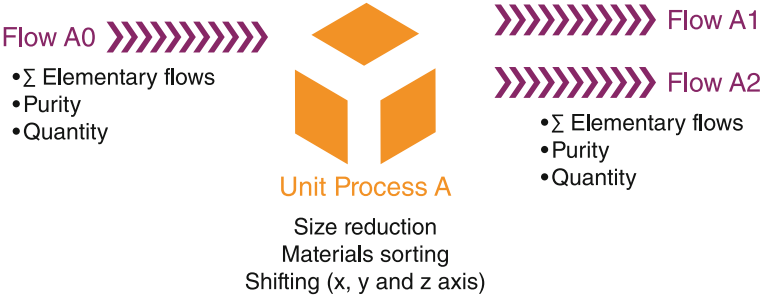 Flow A0
•∑ Elementary flows
•Purity
•Quantity
Unit Process A
Size reduction
Materials sorting
Shifting (x, y and z axis)
Flow A1
Flow A2
•∑ Elementary flows
•Purity
•Quantity